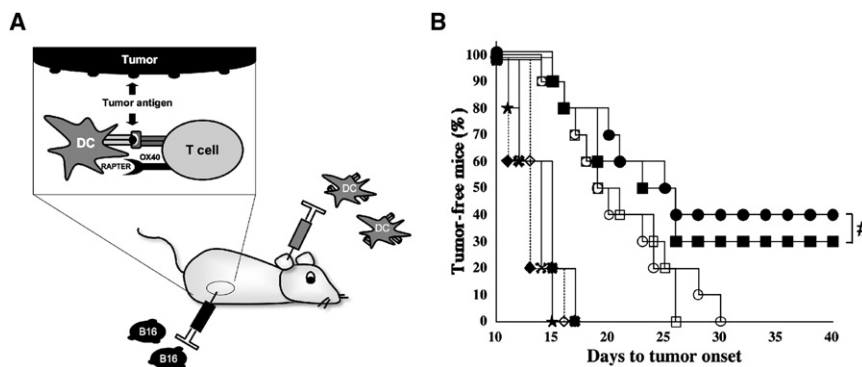 A
Tumor
Tumor antigen
DC
OX40
RAPTER
T cell
DC
DC
B16
B16
B
Tumor-free mice (%)
100
90
80
70
60
50
40
30
20
10
0
10 15 20 25 30 35 40
Days to tumor onset
#